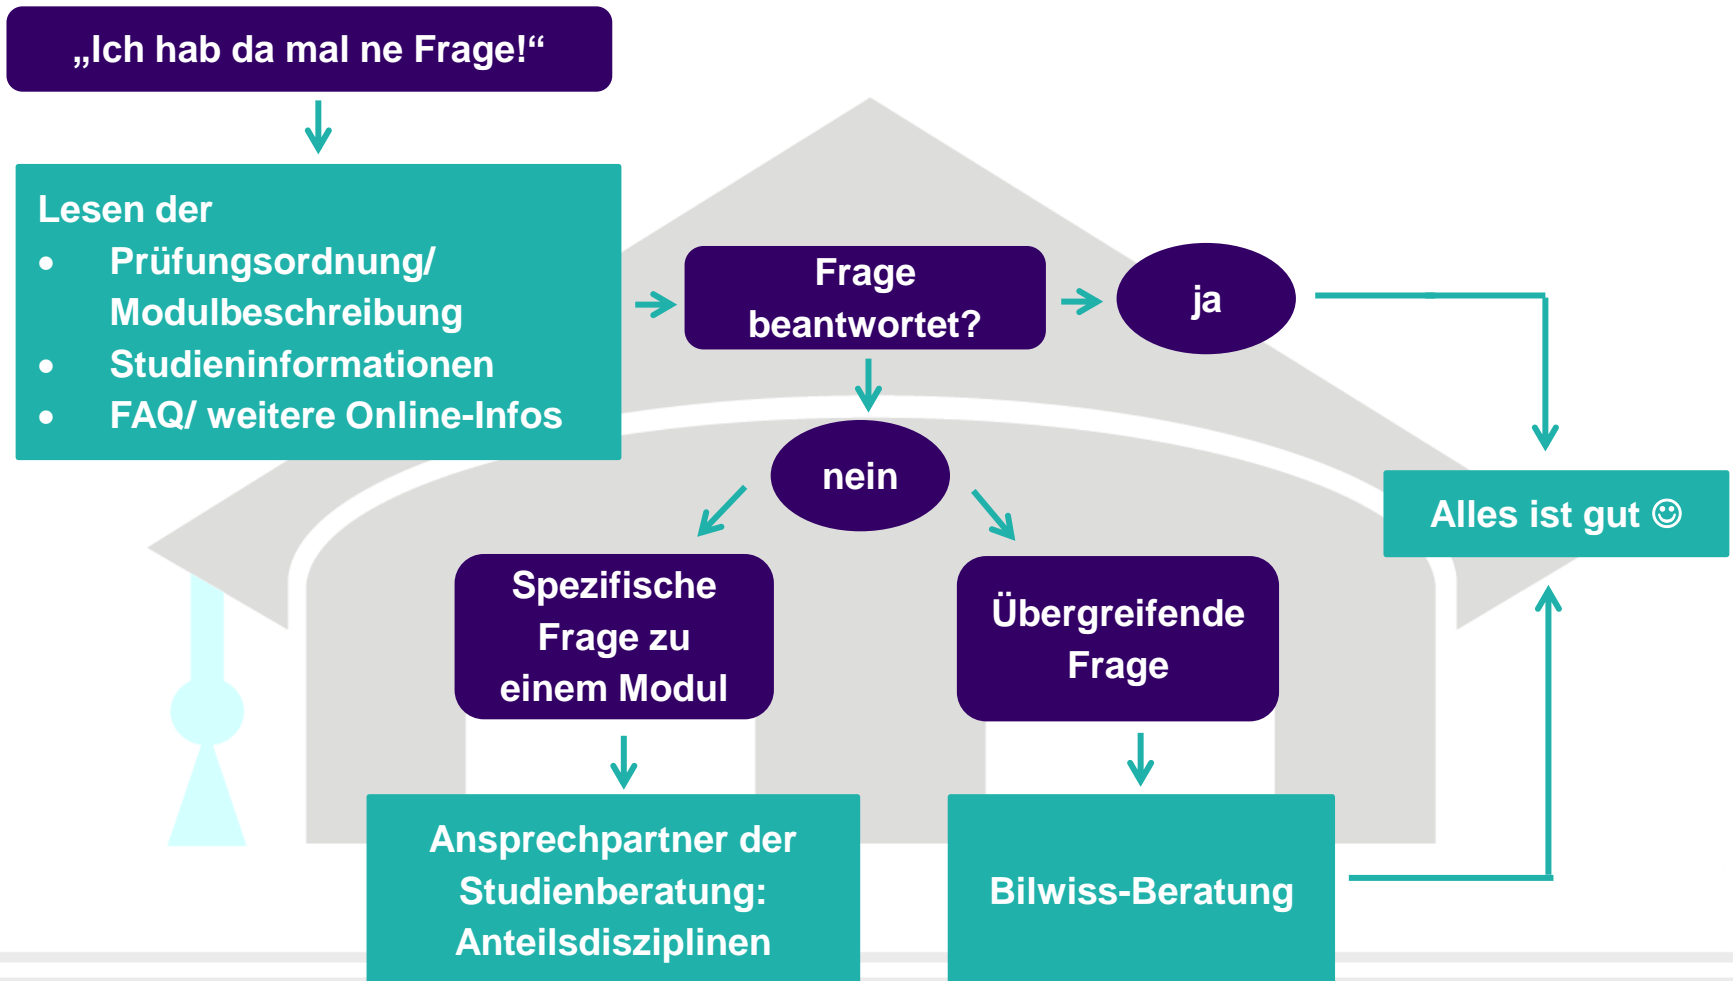 „Ich hab da mal ne Frage!“
Lesen der
• Prüfungsordnung/
Modulbeschreibung
• Studieninformationen
• FAQ/ weitere Online-Infos
Frage
beantwortet?
ja
nein
Alles ist gut ☺
Spezifische
Frage zu
einem Modul
Übergreifende
Frage
Ansprechpartner der
Studienberatung:
Anteilsdisziplinen
Bilwiss-Beratung